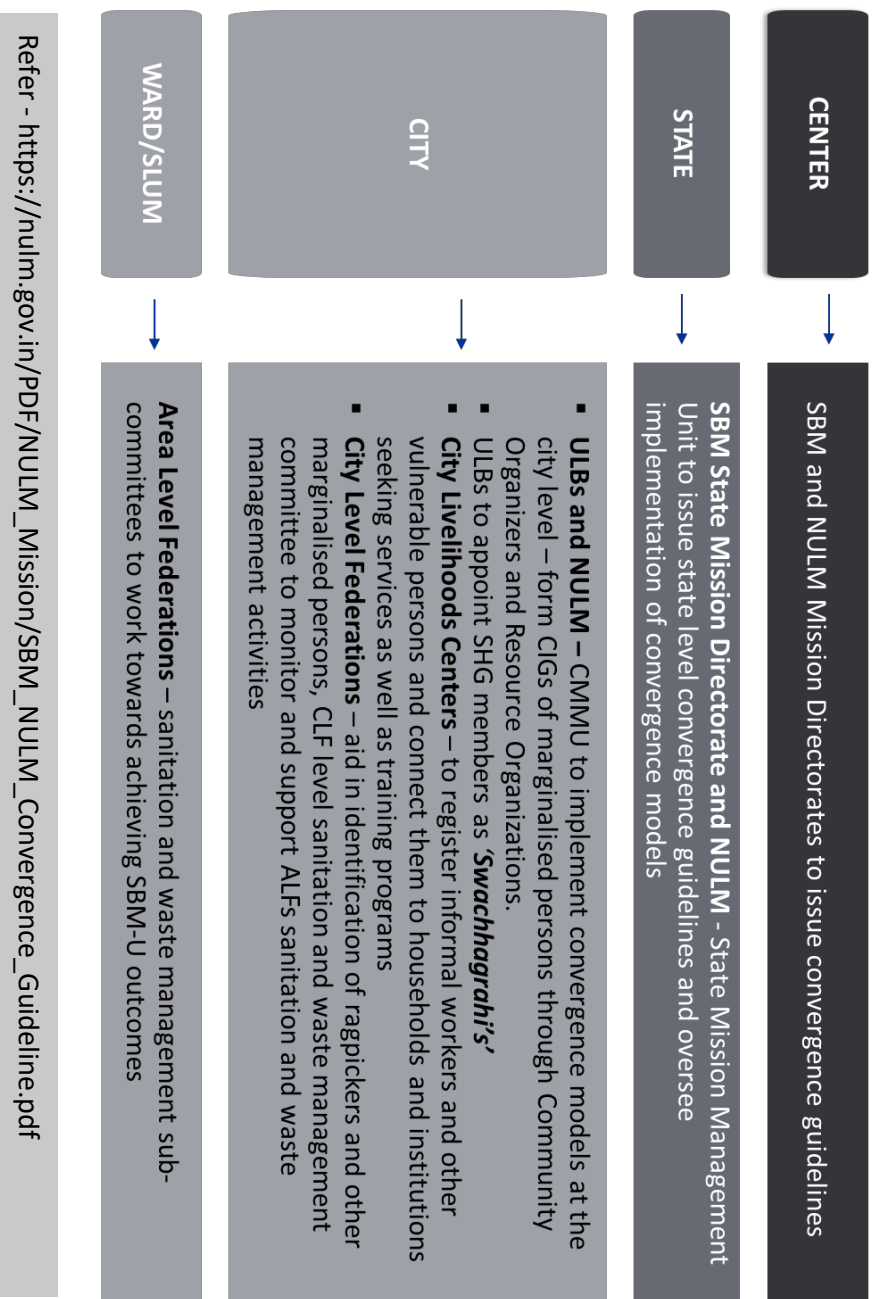 CENTER
SBM and NULM Mission Directorates to issue convergence guidelines
STATE
SBM State Mission Directorate and NULM - State Mission Management
Unit to issue state level convergence guidelines and oversee
implementation of convergence models
CITY
▪ ULBs and NULM – CMMU to implement convergence models at the
city level – form CIGs of marginalised persons through Community
Organizers and Resource Organizations.
▪ ULBs to appoint SHG members as ‘Swachhagrahi’s’
▪ City Livelihoods Centers – to register informal workers and other
vulnerable persons and connect them to households and institutions
seeking services as well as training programs
▪ City Level Federations – aid in identification of ragpickers and other
marginalised persons, CLF level sanitation and waste management
committee to monitor and support ALFs sanitation and waste
management activities
WARD/SLUM
Area Level Federations – sanitation and waste management sub-
committees to work towards achieving SBM-U outcomes
Refer - https://nulm.gov.in/PDF/NULM_Mission/SBM_NULM_Convergence_Guideline.pdf